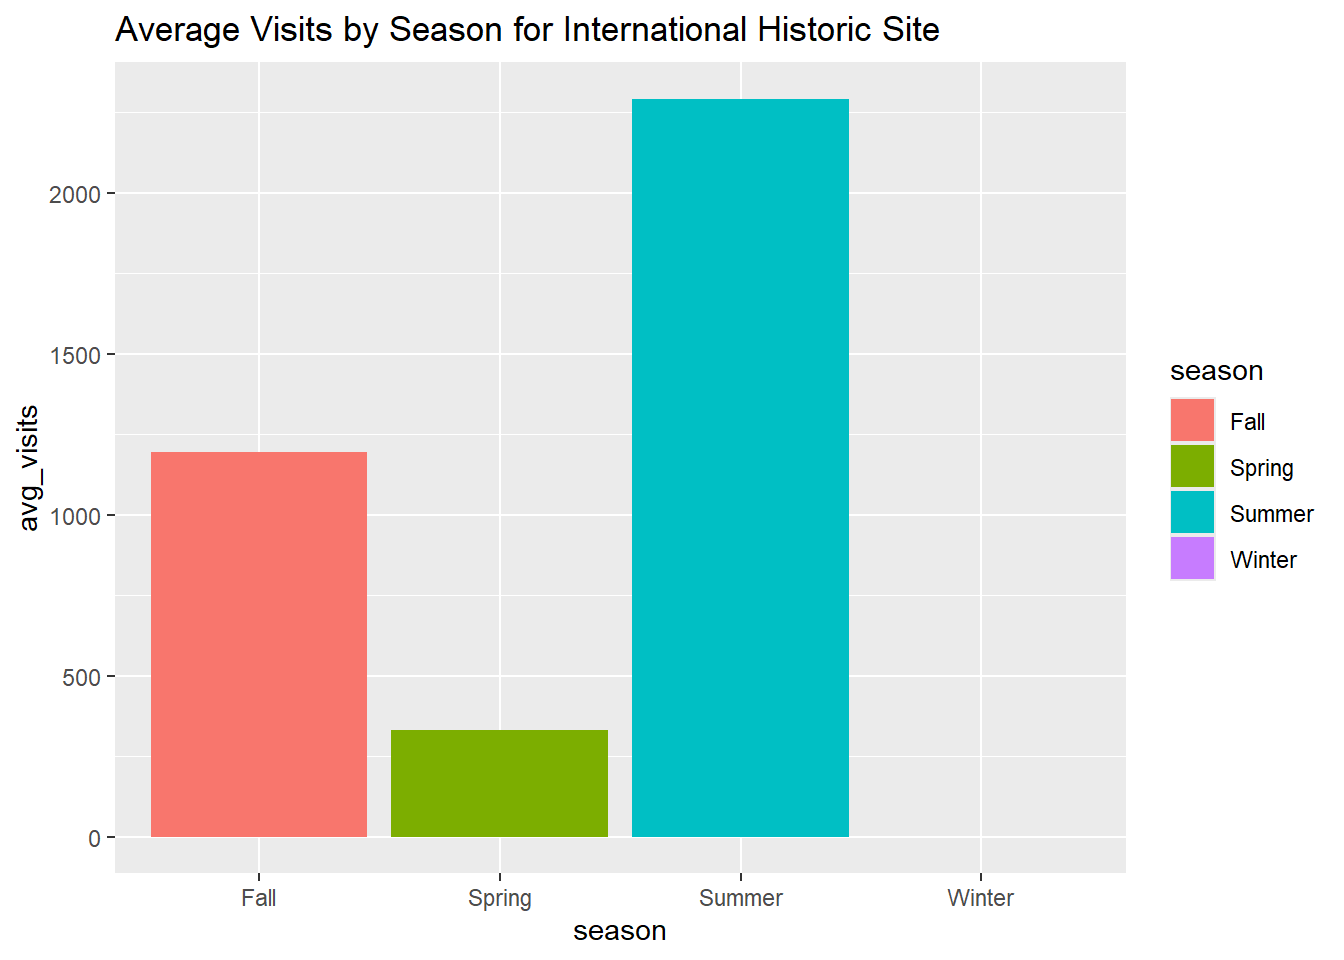 Average Visits by Season for International Historic Site
avg_visits
2000
1500
1000
500
0
Fall
Spring
Summer
Winter
season
season
Fall
Spring
Summer
Winter